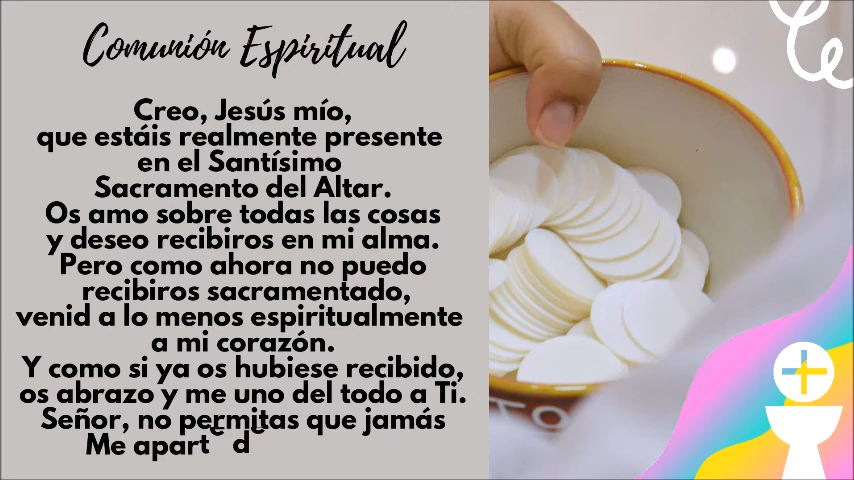 Comunión Espiritual
Creo, Jesús mío,
que estáis realmente presente
en el Santísimo
Sacramento del Altar.
Os amo sobre todas las cosas
y deseo recibiros en mi alma.
Pero como ahora no puedo
recibiros sacramentado,
venid a lo menos espiritualmente
a mi corazón.
Y como si ya os hubiese recibido,
os abrazo y me uno del todo a Ti.
Señor, no permitas que jamás
Me apart
TO